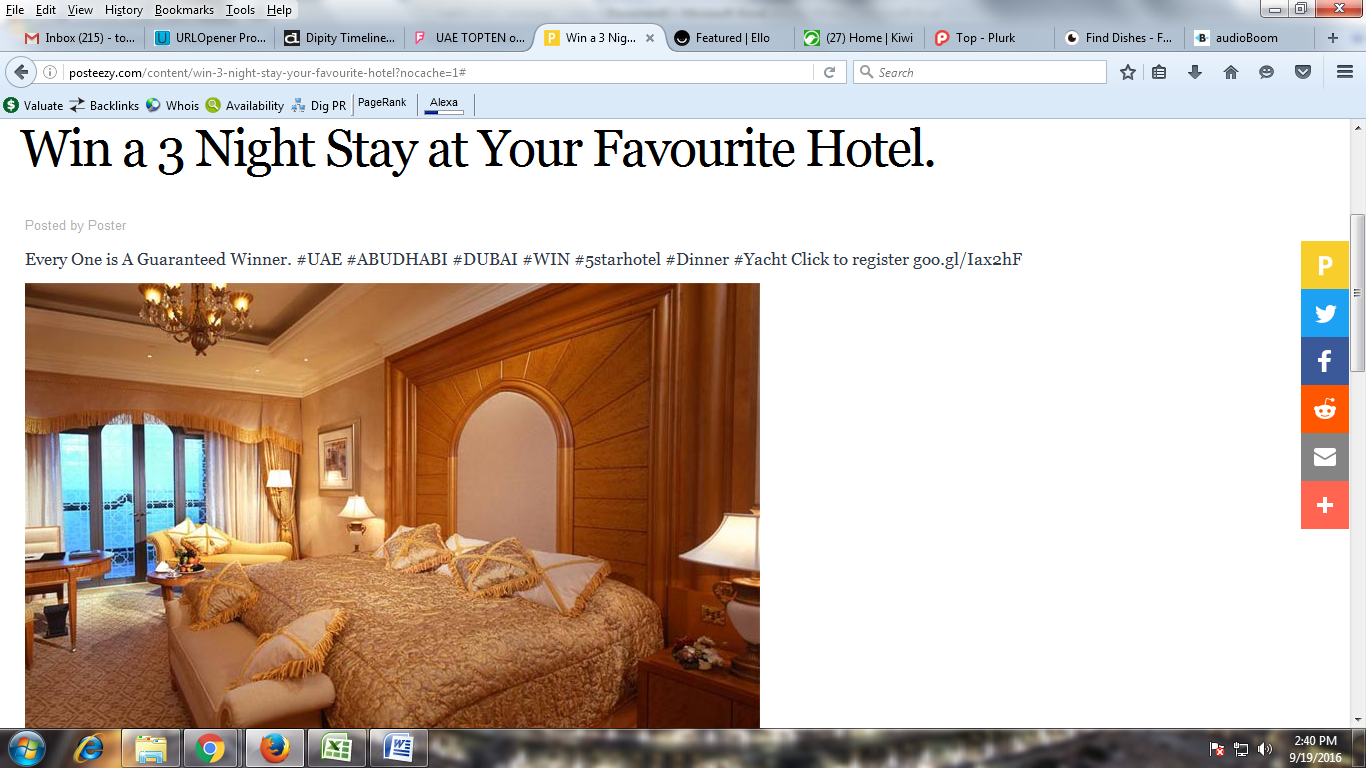 File Edit View History Bookmarks Tools Help
Inbox (215) - to... URLOpener Pro... Dipity Timeline... UAE TOPTEN o... Win a 3 Nig... Featured | Ello (27) Home | Kiwi Top - Plurk Find Dishes - F... audioBoom
posteezy.com/content/win-3-night-stay-your-favourite-hotel?nocache=1# Search
Valuate Backlinks Whois Availability Dig PR PageRank Alexa
Win a 3 Night Stay at Your Favourite Hotel.
Posted by Poster
Every One is A Guaranteed Winner. #UAE #ABUDHABI #DUBAI #WIN #5starhotel #Dinner #Yacht Click to register goo.gl/Iax2hF
2:40 PM
9/19/2016